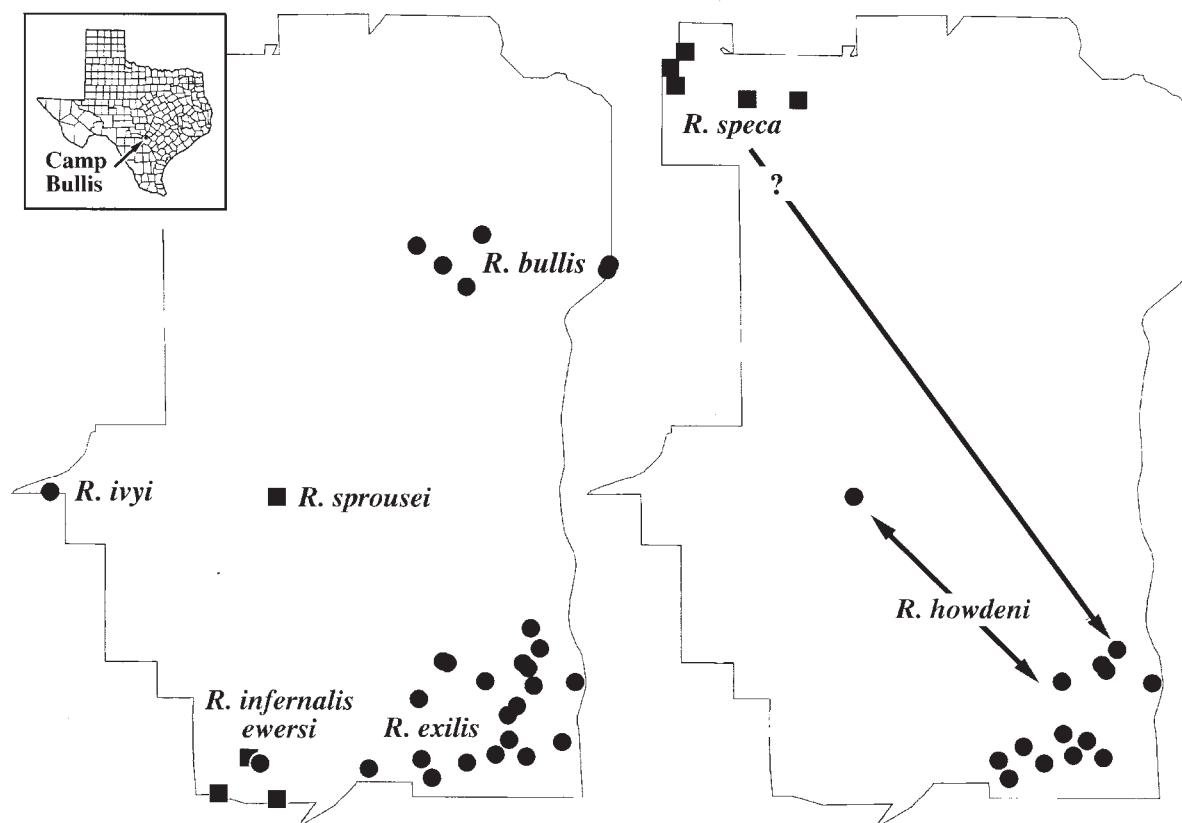 Camp
Bullis
R. bullis
R. ivyi
R. sprousei
R. infernalis
ewersi
R. exilis
R. speca
?
R. howdeni